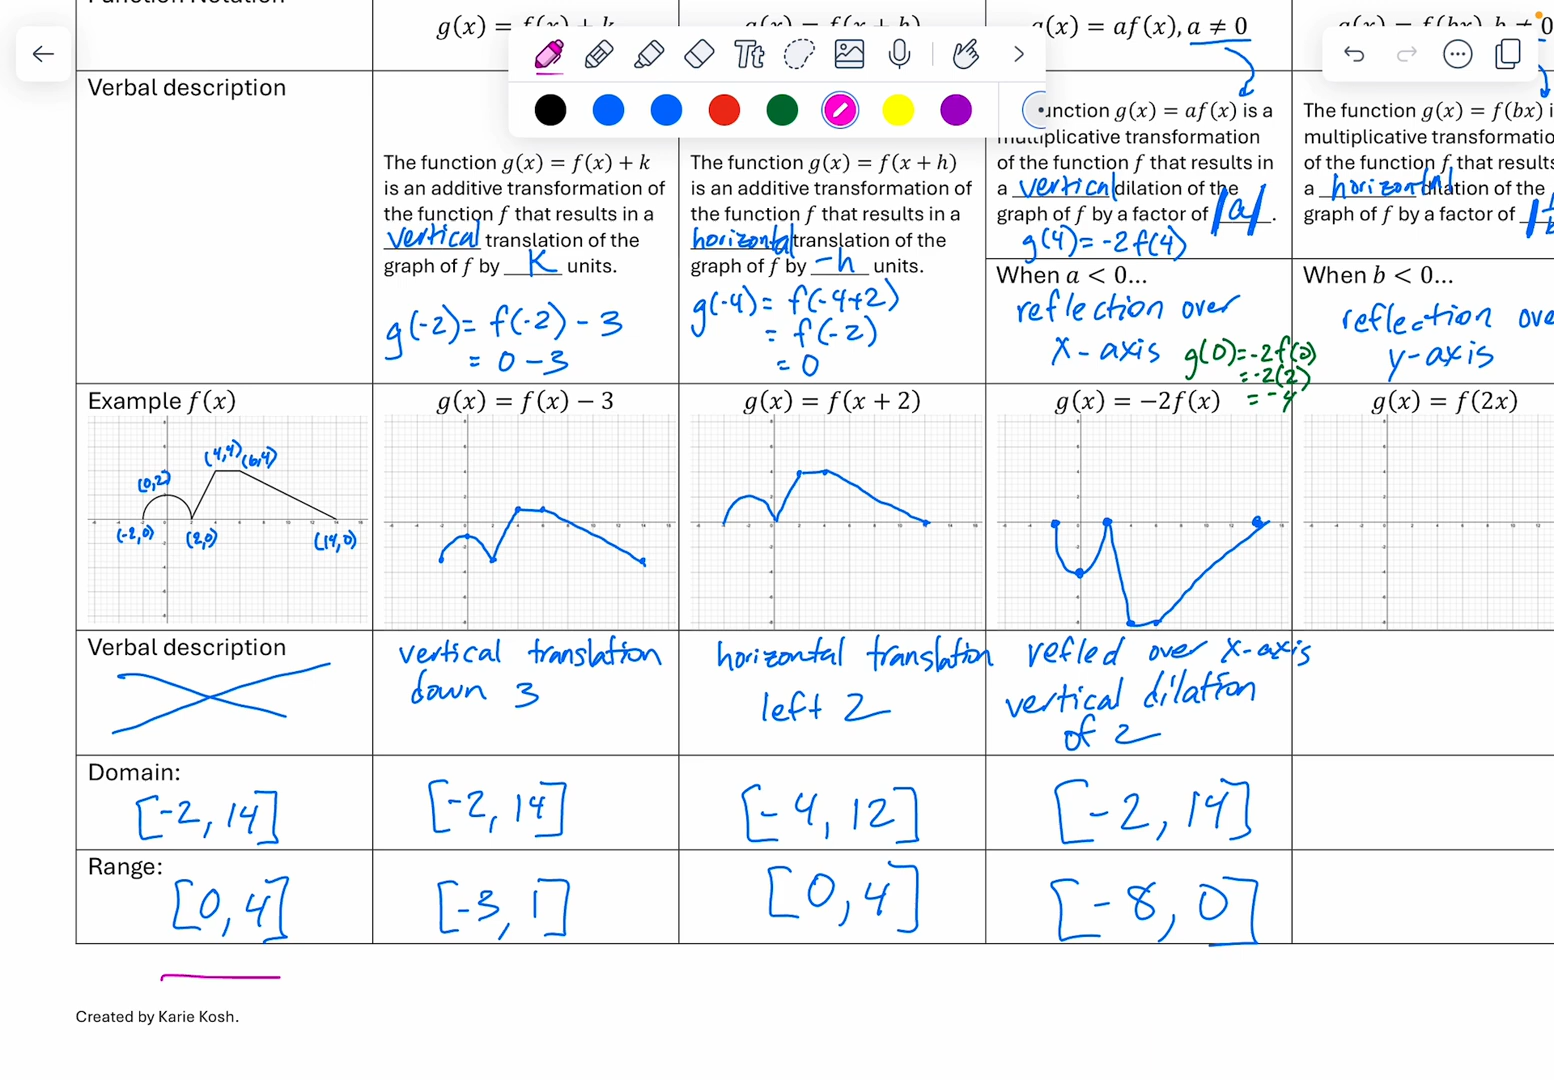 g(x) = f(x) + k
g(x) = f(x + h)
g(x) = af(x), a ≠ 0
g(x) = f(bx), b ≠ 0
Verbal description
The function g(x) = f(x) + k
is an additive transformation of
the function f that results in a
vertical translation of the
graph of f by K units.
g(-2) = f(-2) - 3
= 0 - 3
The function g(x) = f(x + h)
is an additive transformation of
the function f that results in a
horizontal translation of the
graph of f by -h units.
g(-4) = f(-4+2)
= f(-2)
= 0
unction g(x) = af(x) is a
multiplicative transformation
of the function f that results in
a vertical dilation of the
graph of f by a factor of |a|.
g(4) = -2f(4)
When a < 0...
reflection over
x-axis
g(0) = -2f(0)
= -2(2)
= -4
The function g(x) = f(bx) i
multiplicative transformatio
of the function f that results
a horizontal dilation of the
graph of f by a factor of
When b < 0...
reflection ove
y-axis
Example f(x)
(4,4) (6,4)
(0,2)
(-2,0) (2,0) (14,0)
g(x) = f(x) − 3
g(x) = f(x + 2)
g(x) = −2f(x)
g(x) = f(2x)
Verbal description
vertical translation
down 3
horizontal translation
left 2
refled over x-axis
vertical dilation
of 2
Domain:
[-2, 14]
[-2, 14]
[-4, 12]
[-2, 14]
Range:
[0, 4]
[-3, 1]
[0, 4]
[-8, 0]
Created by Karie Kosh.